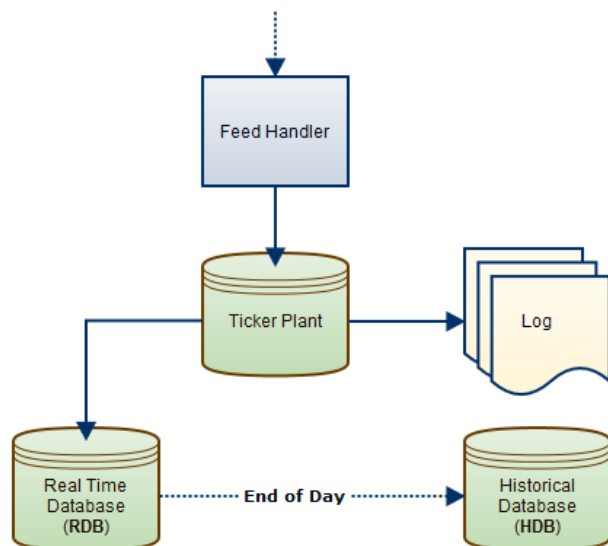 Feed Handler
Ticker Plant
Log
Real Time
Database
(RDB)
End of Day
Historical
Database
(HDB)